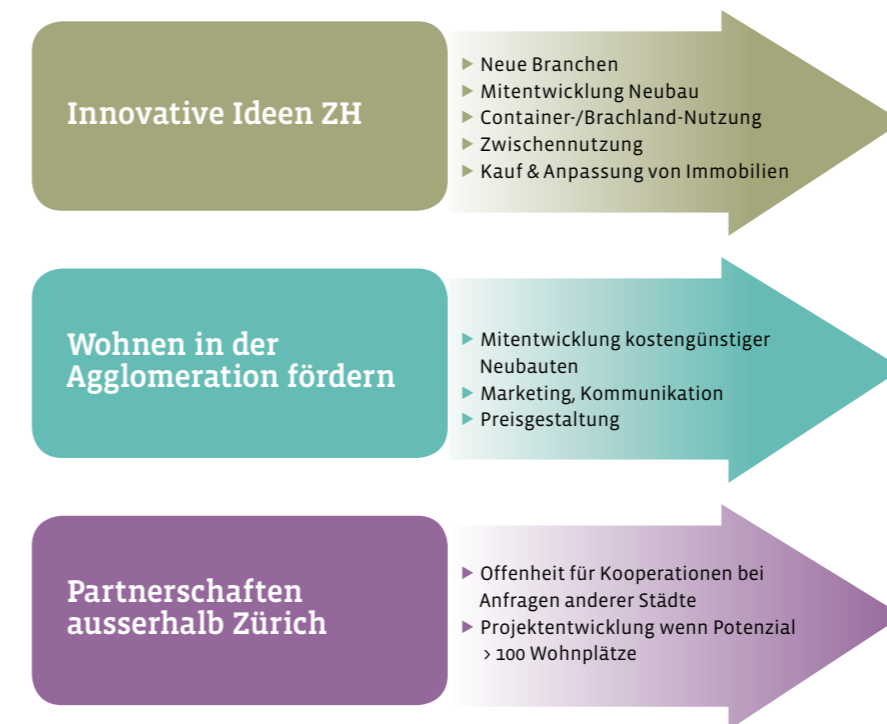 Innovative Ideen ZH
▶ Neue Branchen
▶ Mitentwicklung Neubau
▶ Container-/Brachland-Nutzung
▶ Zwischennutzung
▶ Kauf & Anpassung von Immobilien
Wohnen in der
Agglomeration fördern
▶ Mitentwicklung kostengünstiger
Neubauten
▶ Marketing, Kommunikation
▶ Preisgestaltung
Partnerschaften
ausserhalb Zürich
▶ Offenheit für Kooperationen bei
Anfragen anderer Städte
▶ Projektentwicklung wenn Potenzial
> 100 Wohnplätze